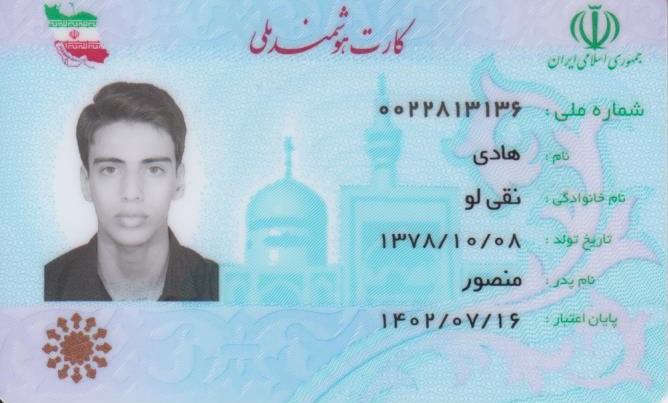 کارت هوشمند ملی
جمهوری اسلامی ایران
شماره ملی : ۰۰۲۲۸۱۳۱۳۶
نام : هادی
نام خانوادگی : نقی لو
تاریخ تولد : ۱۳۷۸/۱۰/۰۸
نام پدر : منصور
پایان اعتبار : ۱۴۰۲/۰۷/۱۶